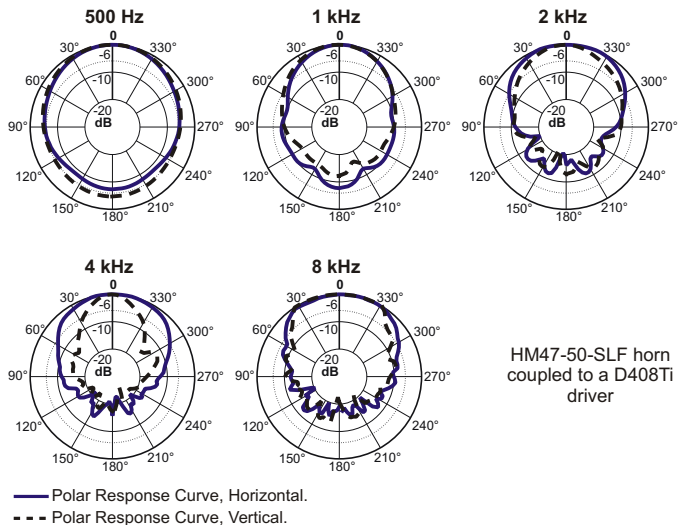 500 Hz
0
30° 330°
-6
60° -10 300°
-20
dB
90° 270°
120° 240°
150° 210°
180°
1 kHz
0
30° 330°
-6
60° -10 300°
-20
dB
90° 270°
120° 240°
150° 210°
180°
2 kHz
0
30° 330°
-6
60° -10 300°
-20
dB
90° 270°
120° 240°
150° 210°
180°
4 kHz
0
30° 330°
-6
60° -10 300°
-20
dB
90° 270°
120° 240°
150° 210°
180°
8 kHz
0
30° 330°
-6
60° -10 300°
-20
dB
90° 270°
120° 240°
150° 210°
180°
HM47-50-SLF horn
coupled to a D408Ti
driver
Polar Response Curve, Horizontal.
Polar Response Curve, Vertical.